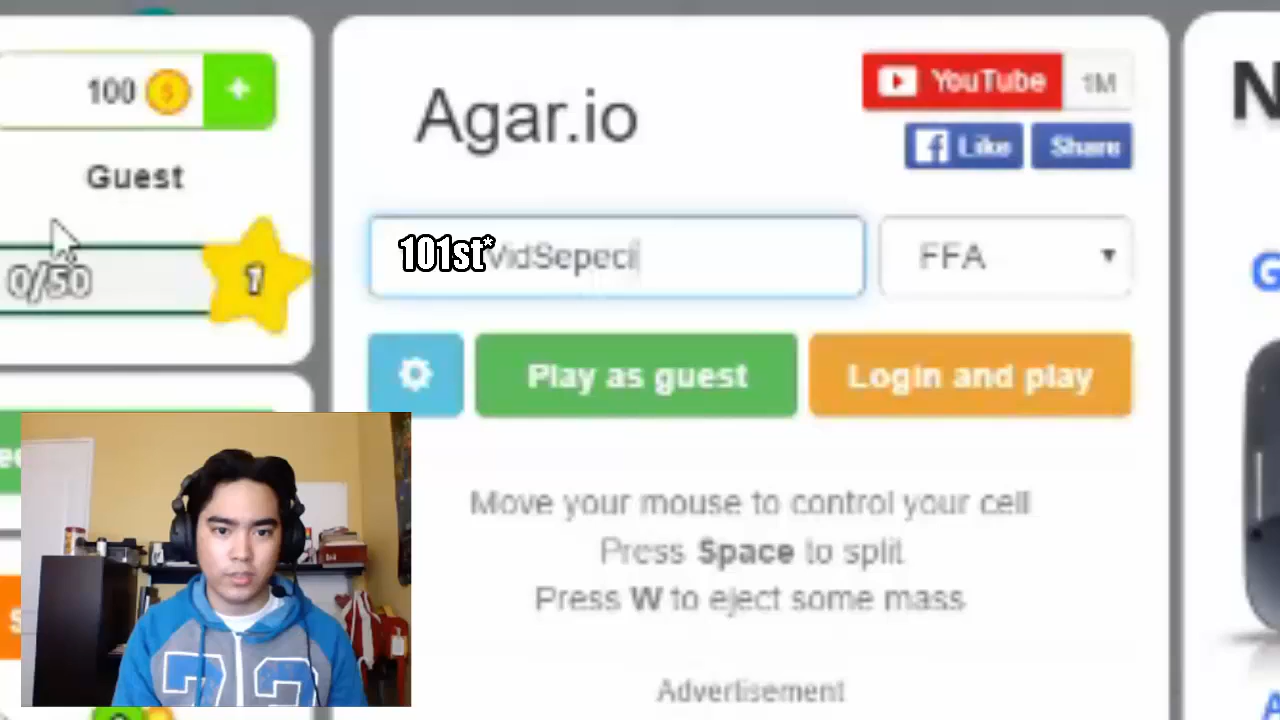 100
+
Guest
0/50
1
Agar.io
YouTube
1M
Like
Share
101st*VidSepeci
FFA
Play as guest
Login and play
Move your mouse to control your cell
Press Space to split
Press W to eject some mass
Advertisement
N
G
A